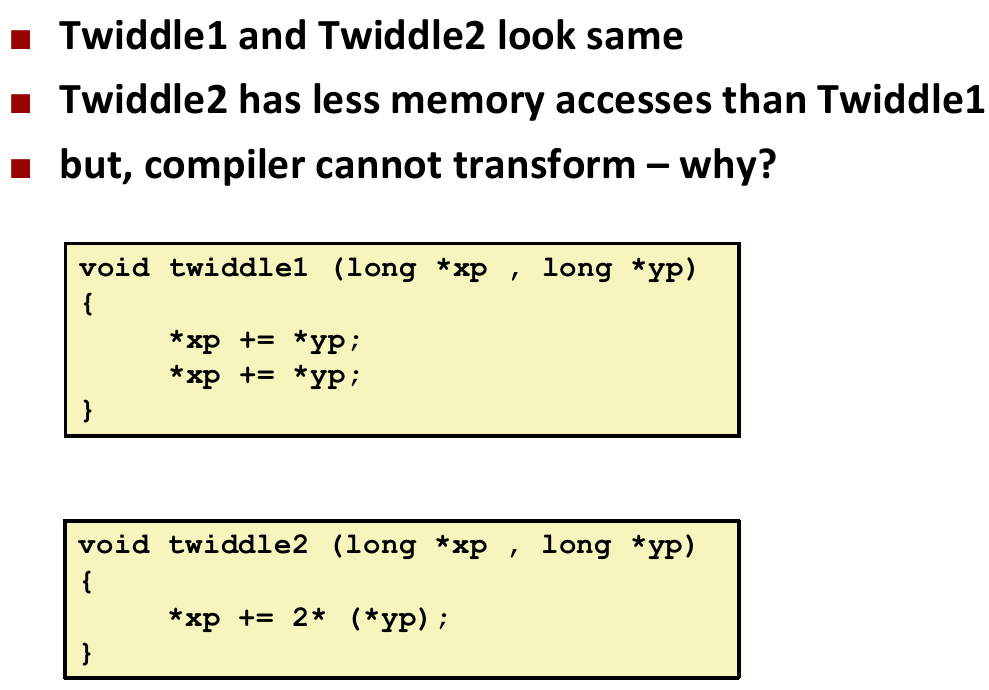 ■ Twiddle1 and Twiddle2 look same
■ Twiddle2 has less memory accesses than Twiddle1
■ but, compiler cannot transform – why?
void twiddle1 (long *xp , long *yp)
{
     *xp += *yp;
     *xp += *yp;
}
void twiddle2 (long *xp , long *yp)
{
     *xp += 2* (*yp);
}